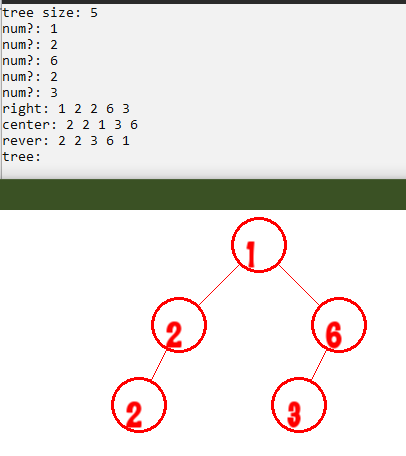 tree size: 5
num?: 1
num?: 2
num?: 6
num?: 2
num?: 3
right: 1 2 2 6 3
center: 2 2 1 3 6
rever: 2 2 3 6 1
tree:
1
2 6
2 3